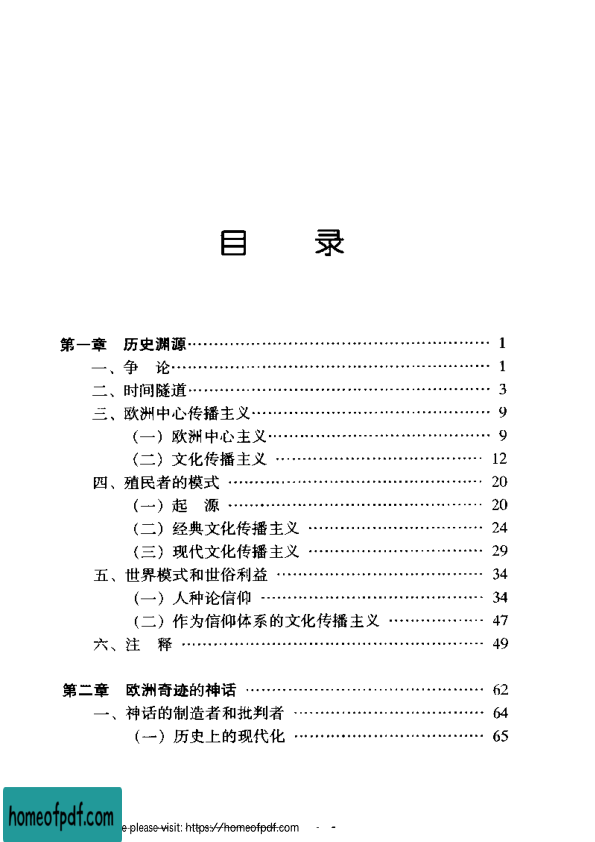 目 录
第一章 历史渊源 1
一、争 论 1
二、时间隧道 3
三、欧洲中心传播主义 9
（一）欧洲中心主义 9
（二）文化传播主义 12
四、殖民者的模式 20
（一）起 源 20
（二）经典文化传播主义 24
（三）现代文化传播主义 29
五、世界模式和世俗利益 34
（一）人种论信仰 34
（二）作为信仰体系的文化传播主义 47
六、注 释 49
第二章 欧洲奇迹的神话 62
一、神话的制造者和批判者 64
（一）历史上的现代化 65
homeofpdf.com
e please visit: https://homeofpdf.com